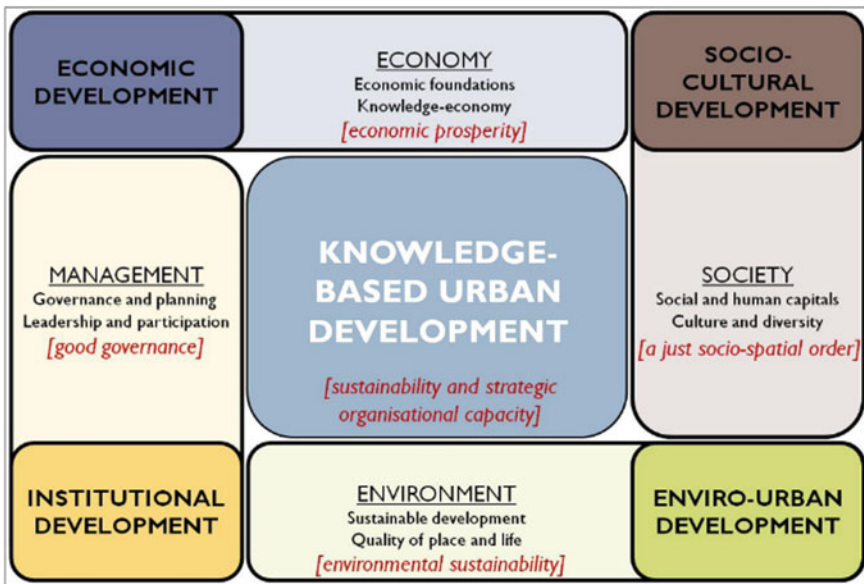 ECONOMIC
DEVELOPMENT
ECONOMY
Economic foundations
Knowledge-economy
[economic prosperity]
SOCIO-
CULTURAL
DEVELOPMENT
MANAGEMENT
Governance and planning
Leadership and participation
[good governance]
KNOWLEDGE-
BASED URBAN
DEVELOPMENT
[sustainability and strategic
organisational capacity]
SOCIETY
Social and human capitals
Culture and diversity
[a just socio-spatial order]
INSTITUTIONAL
DEVELOPMENT
ENVIRONMENT
Sustainable development
Quality of place and life
[environmental sustainability]
ENVIRO-URBAN
DEVELOPMENT